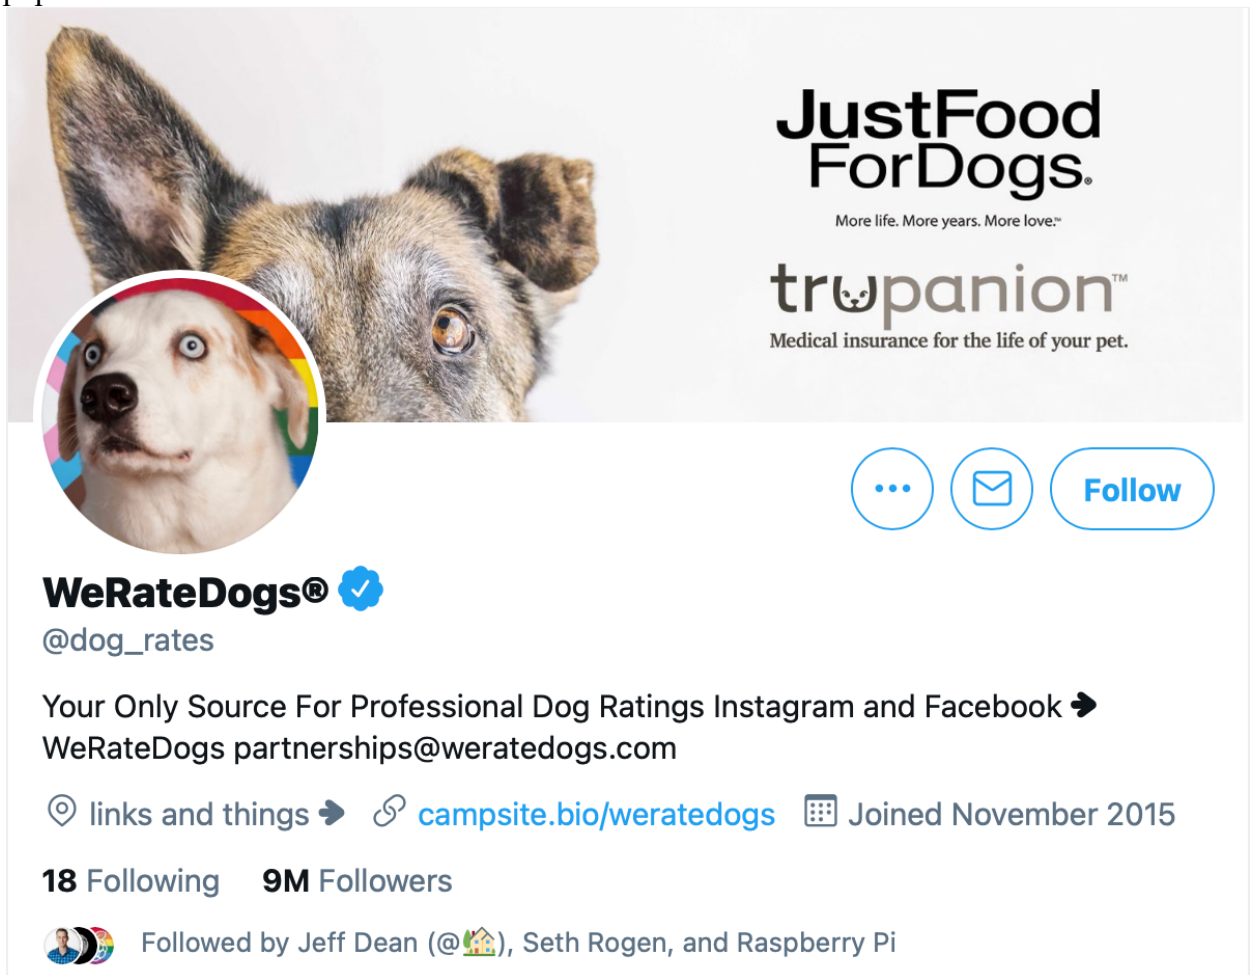 JustFood
ForDogs®
More life. More years. More love.™
trupanion™
Medical insurance for the life of your pet.
Follow
WeRateDogs®
@dog_rates
Your Only Source For Professional Dog Ratings Instagram and Facebook ➔
WeRateDogs partnerships@weratedogs.com
links and things ➔ campsite.bio/weratedogs Joined November 2015
18 Following 9M Followers
Followed by Jeff Dean (@🏡), Seth Rogen, and Raspberry Pi